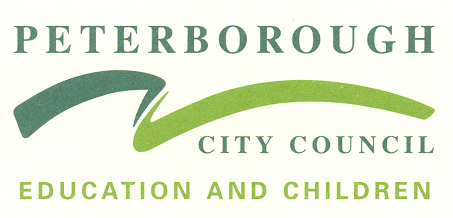 PETERBOROUGH
CITY COUNCIL
EDUCATION AND CHILDREN